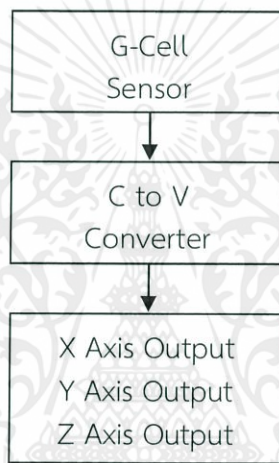 G-Cell
Sensor
C to V
Converter
X Axis Output
Y Axis Output
Z Axis Output